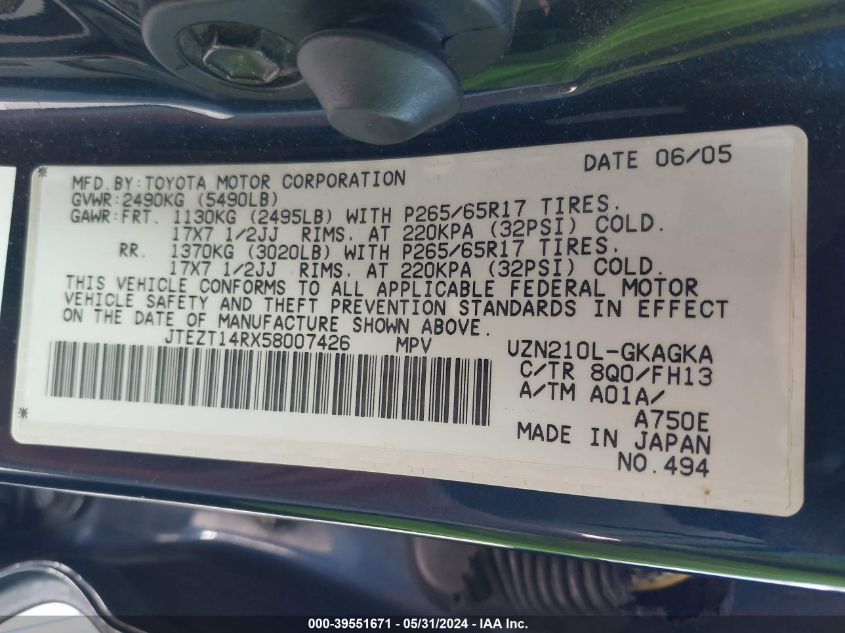 DATE 06/05
MFD. BY: TOYOTA MOTOR CORPORATION
GVWR: 2490KG (5490LB)
GAWR: FRT. 1130KG (2495LB) WITH P265/65R17 TIRES.
17X7 1/2JJ RIMS. AT 220KPA (32PSI) COLD.
RR. 1370KG (3020LB) WITH P265/65R17 TIRES.
17X7 1/2JJ RIMS. AT 220KPA (32PSI) COLD.
THIS VEHICLE CONFORMS TO ALL APPLICABLE FEDERAL MOTOR
VEHICLE SAFETY AND THEFT PREVENTION STANDARDS IN EFFECT
ON THE DATE OF MANUFACTURE SHOWN ABOVE.
JTEZT14RX58007426 MPV
UZN210L-GKAGKA
C/TR 8Q0/FH13
A/TM A01A/
A750E
MADE IN JAPAN
NO.494
000-39551671 - 05/31/2024 - IAA Inc.